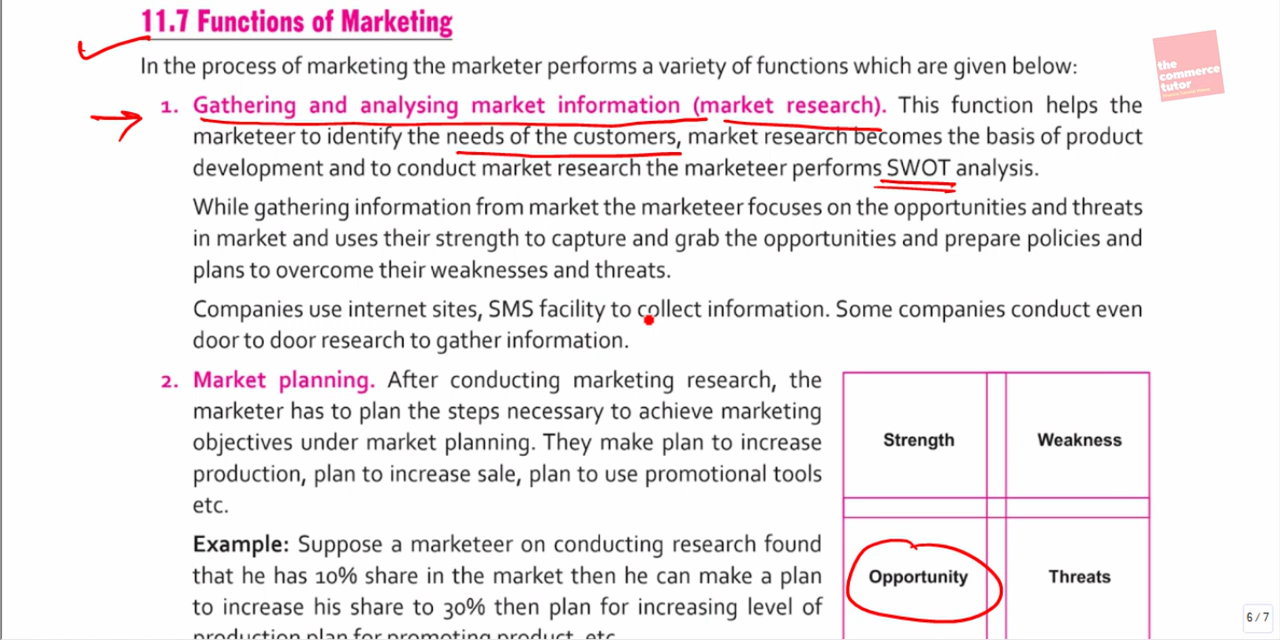 11.7 Functions of Marketing
the
commerce
tutor
In the process of marketing the marketer performs a variety of functions which are given below:
1. Gathering and analysing market information (market research). This function helps the
marketeer to identify the needs of the customers, market research becomes the basis of product
development and to conduct market research the marketeer performs SWOT analysis.
While gathering information from market the marketeer focuses on the opportunities and threats
in market and uses their strength to capture and grab the opportunities and prepare policies and
plans to overcome their weaknesses and threats.
Companies use internet sites, SMS facility to collect information. Some companies conduct even
door to door research to gather information.
2. Market planning. After conducting marketing research, the
marketer has to plan the steps necessary to achieve marketing
objectives under market planning. They make plan to increase
production, plan to increase sale, plan to use promotional tools
etc.
Example: Suppose a marketeer on conducting research found
that he has 10% share in the market then he can make a plan
to increase his share to 30% then plan for increasing level of
production plan for promoting product, etc
Strength
Weakness
Opportunity
Threats
6 / 7